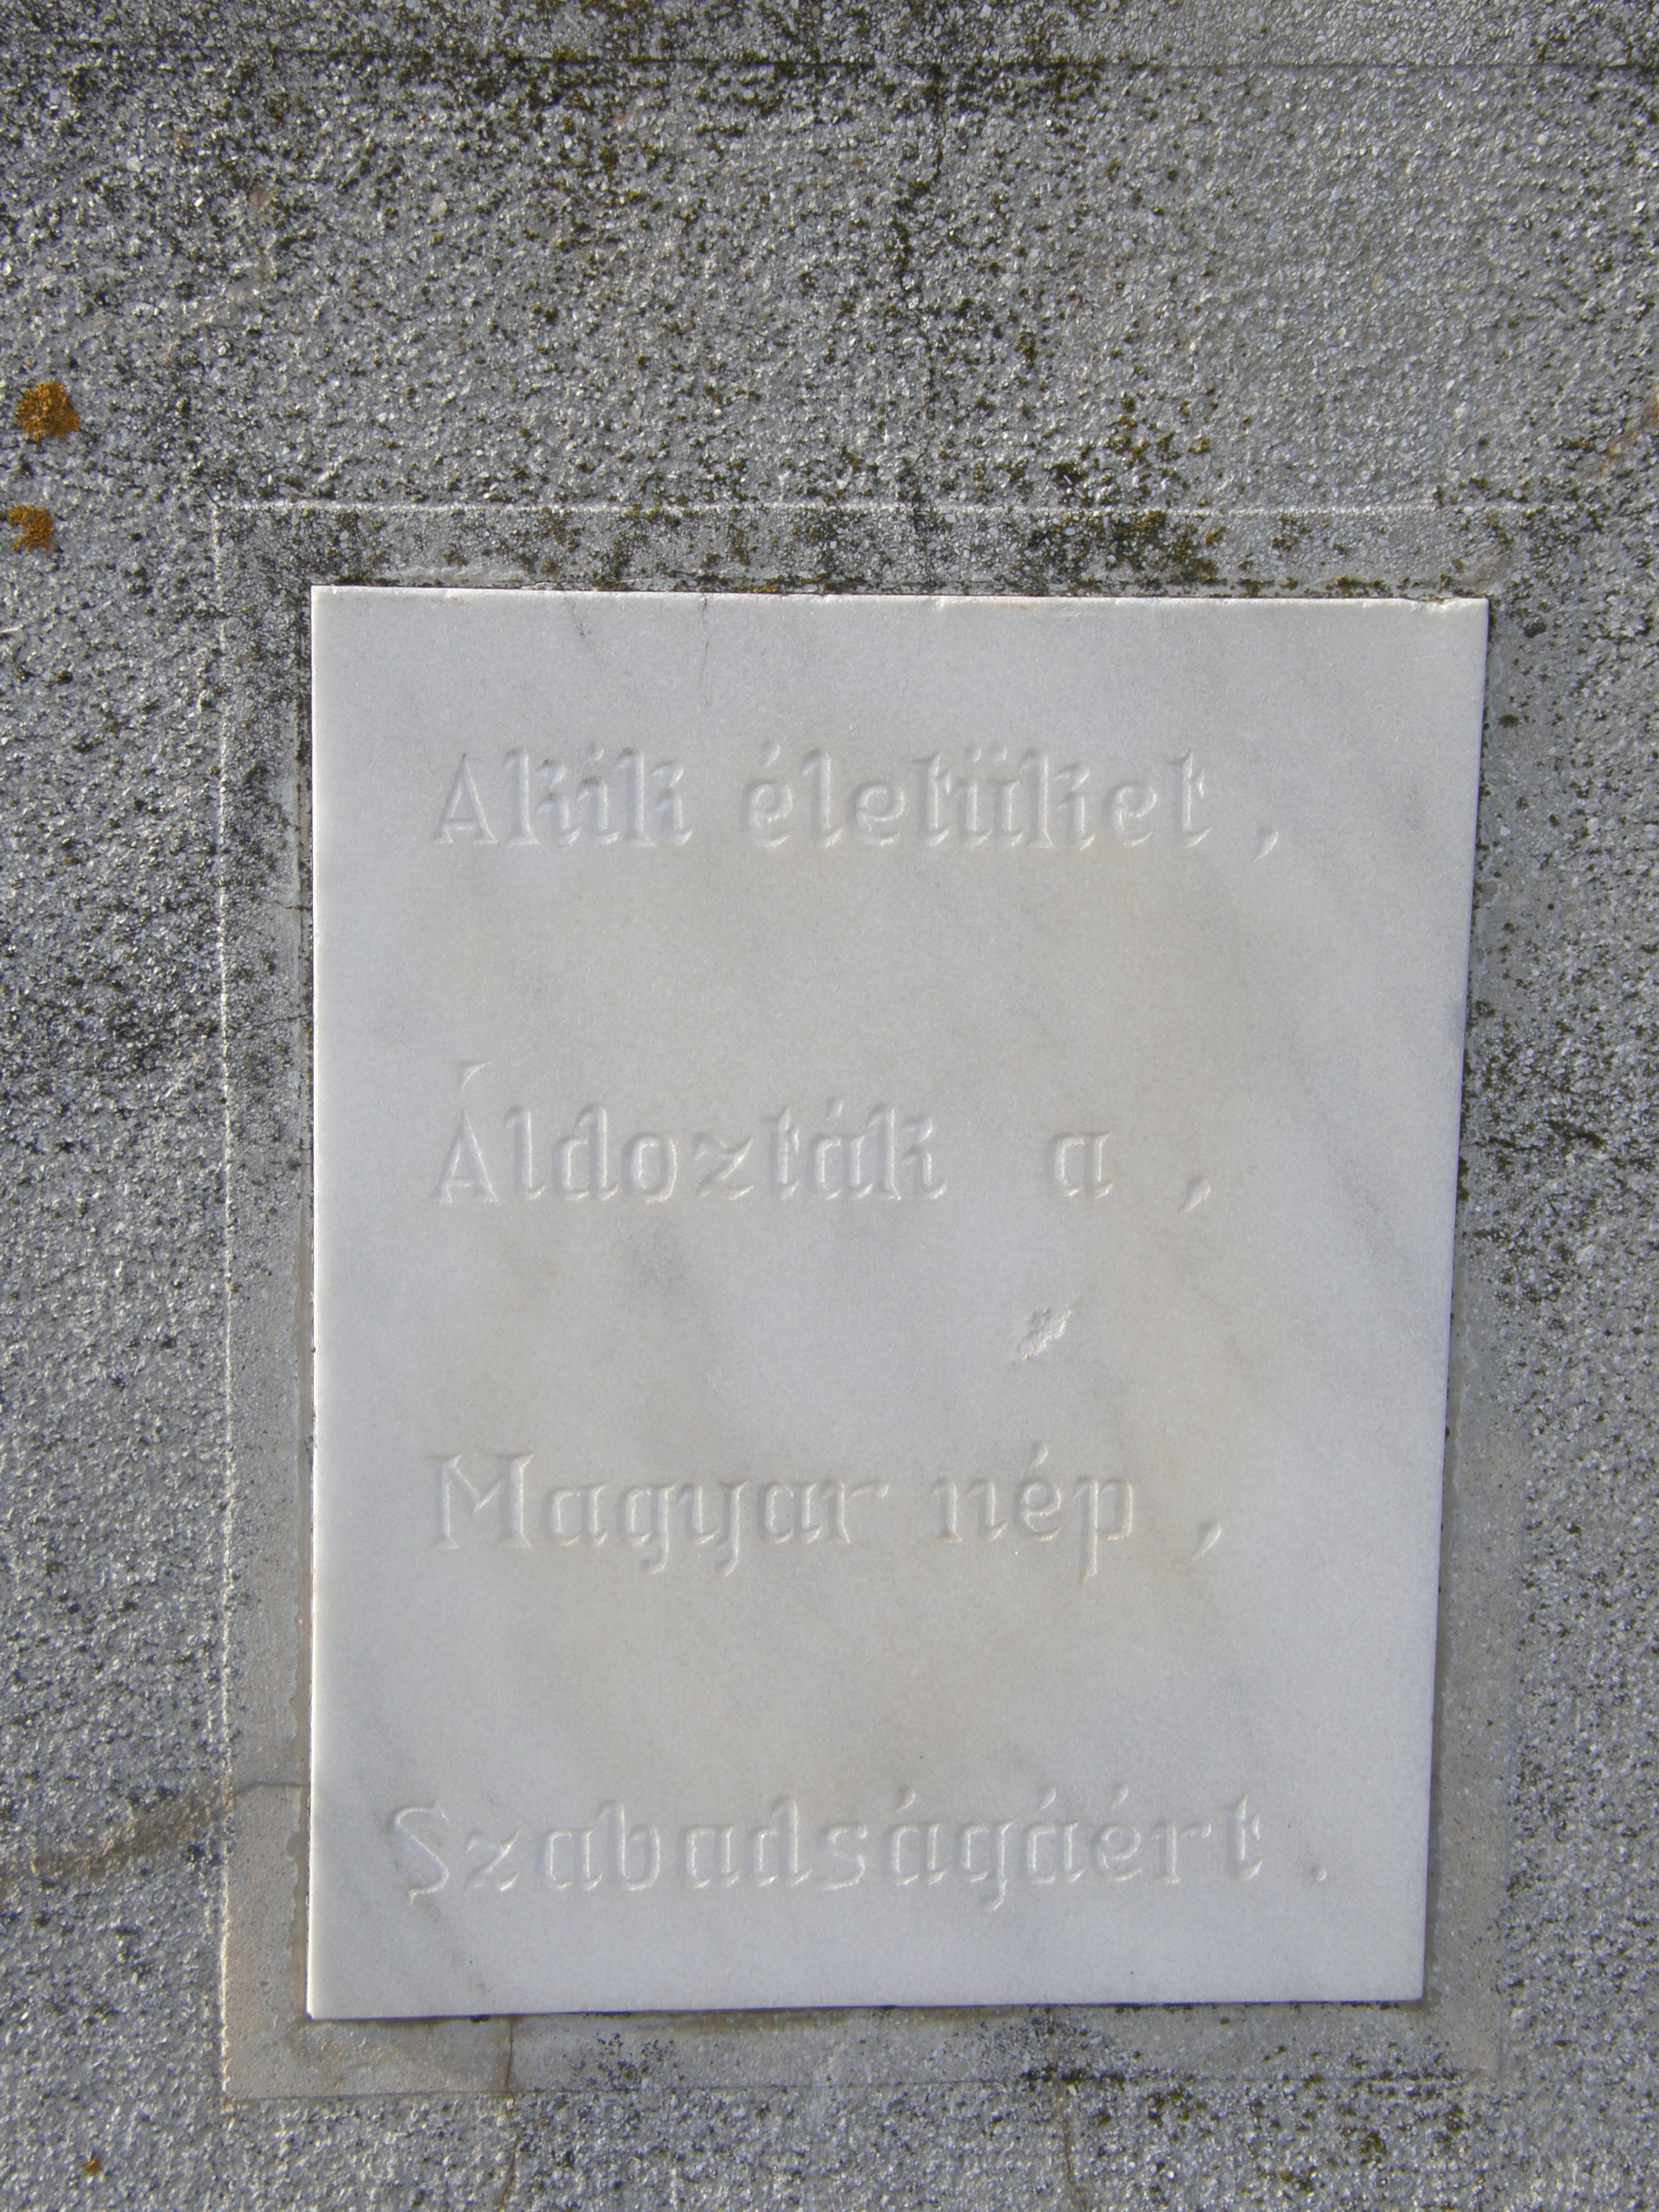 Akik életüket ,
Áldozták a ,
Magyar nép ,
Szabadságáért .